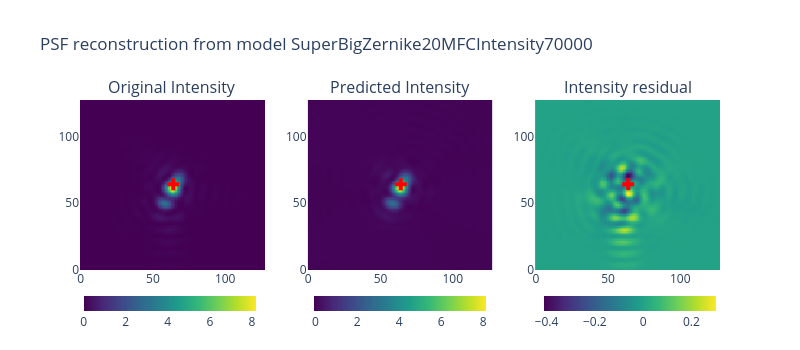 PSF reconstruction from model SuperBigZernike20MFCIntensity70000
Original Intensity
Predicted Intensity
Intensity residual
100
50
0
0 50 100
100
50
0
0 50 100
100
50
0
0 50 100
0 2 4 6 8
0 2 4 6 8
−0.4 −0.2 0 0.2